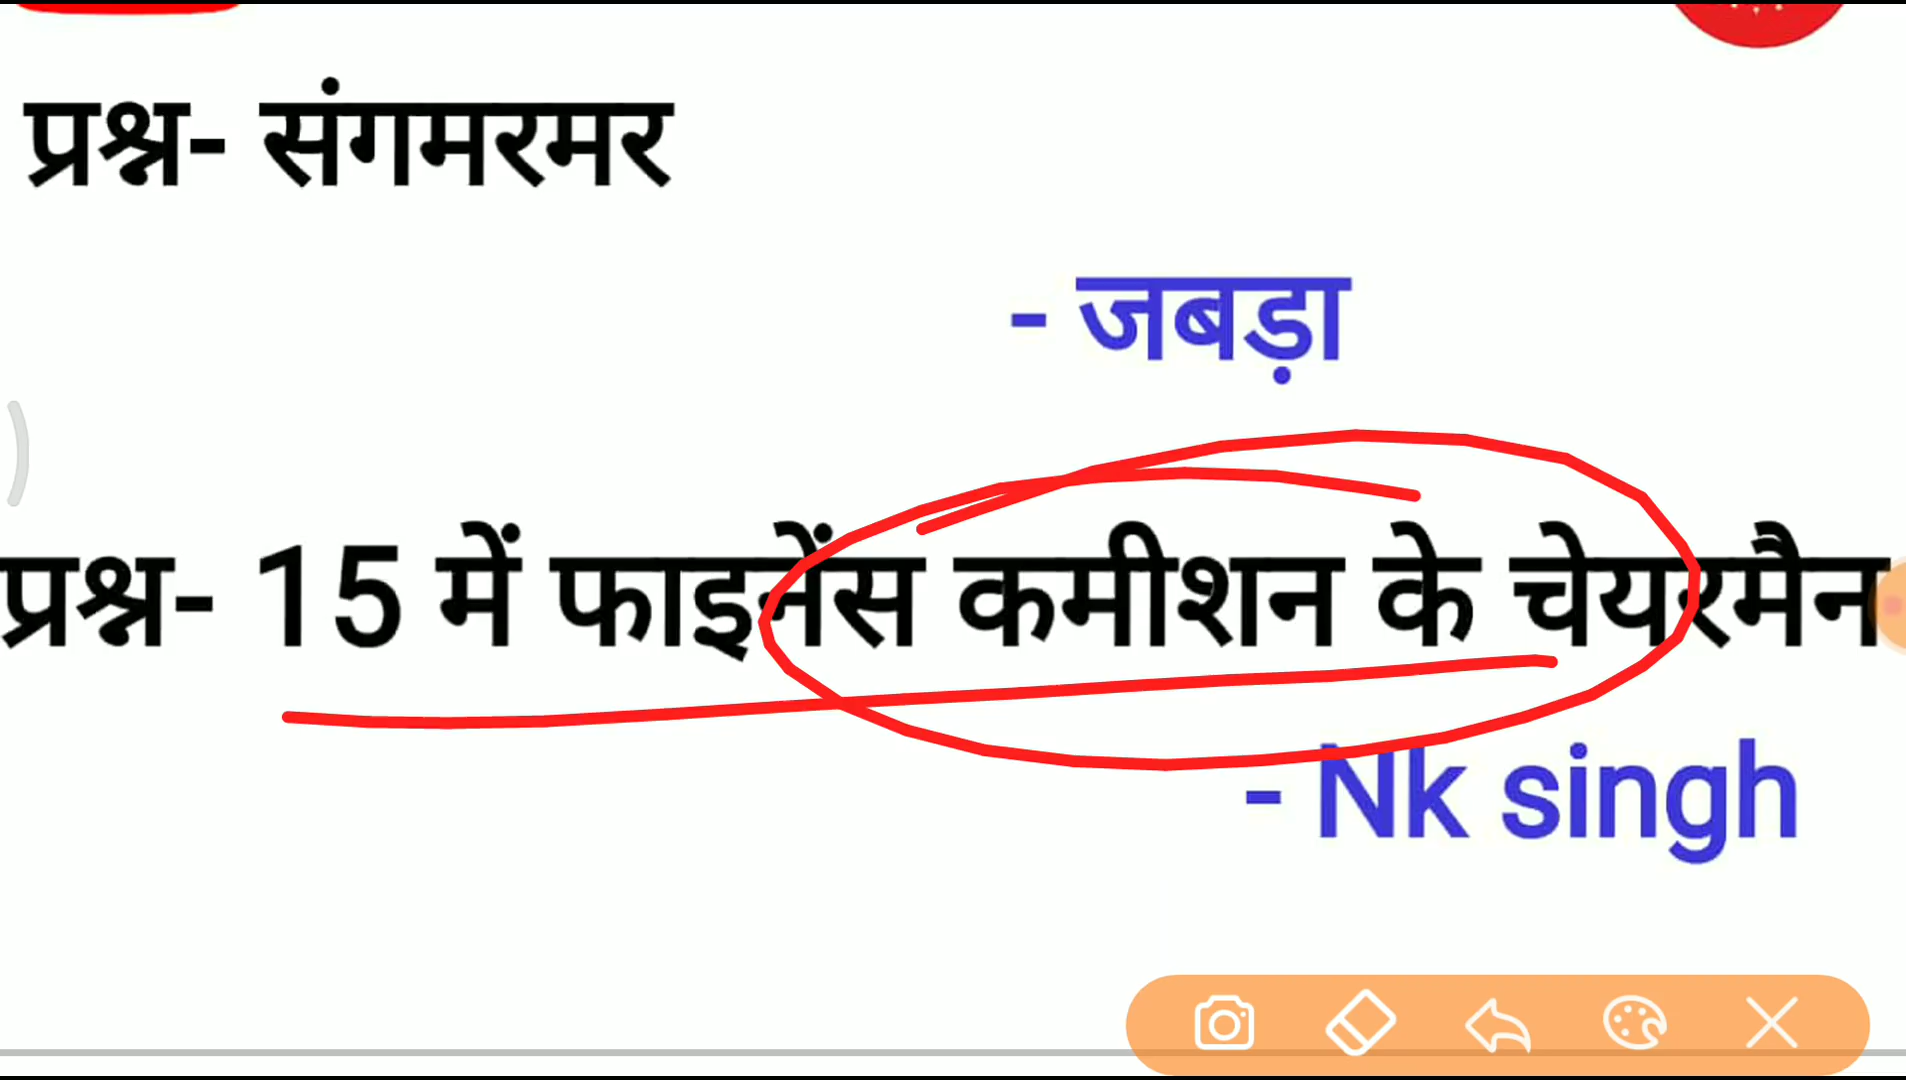 प्रश्न- संगमरमर
- जबड़ा
प्रश्न- 15 में फाइनेंस कमीशन के चेयरमैन
- Nk singh